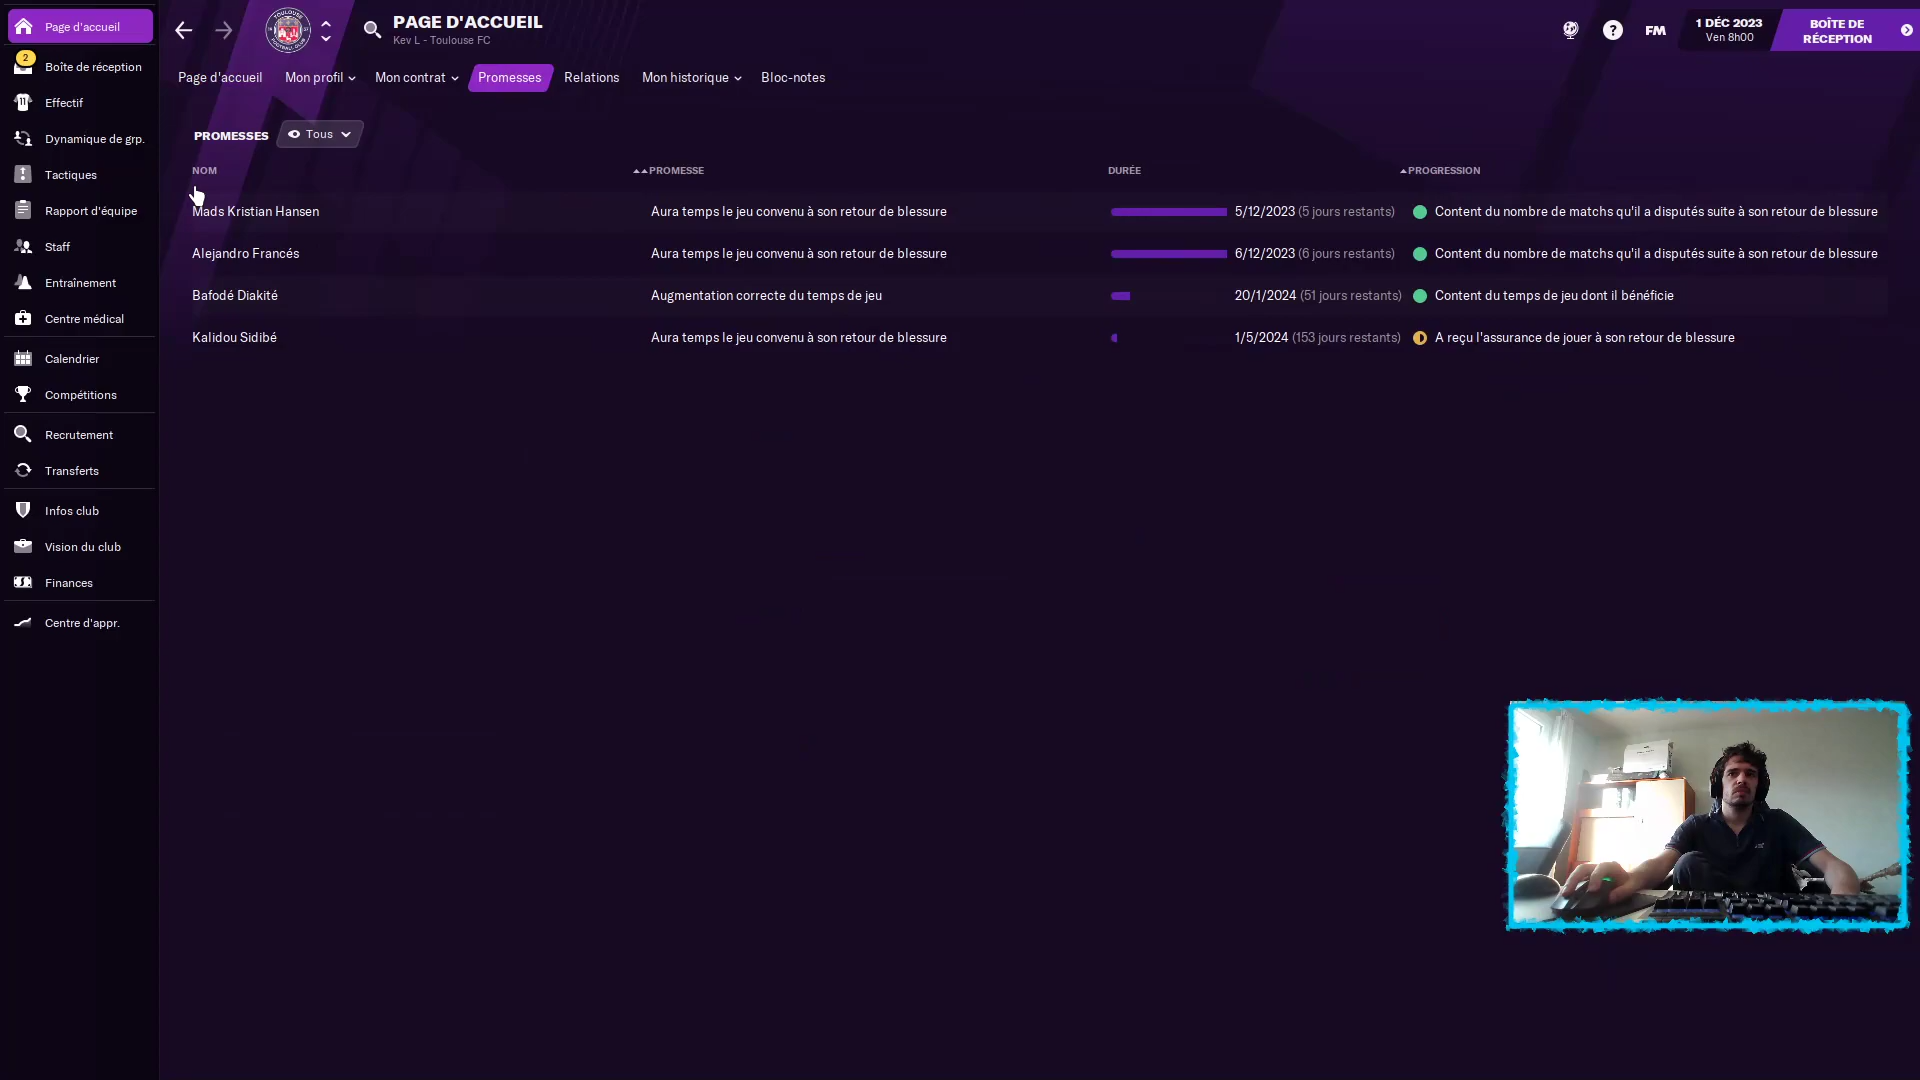 Page d'accueil
2
Boîte de réception
Effectif
Dynamique de grp.
Tactiques
Rapport d'équipe
Staff
Entraînement
Centre médical
Calendrier
Compétitions
Recrutement
Transferts
Infos club
Vision du club
Finances
Centre d'appr.
PAGE D'ACCUEIL
Kev L - Toulouse FC
FM
1 DÉC 2023
Ven 8h00
BOÎTE DE
RÉCEPTION
Page d'accueil Mon profil Mon contrat Promesses Relations Mon historique Bloc-notes
PROMESSES Tous
NOM PROMESSE DURÉE PROGRESSION
Mads Kristian Hansen Aura temps le jeu convenu à son retour de blessure 5/12/2023 (5 jours restants) Content du nombre de matchs qu'il a disputés suite à son retour de blessure
Alejandro Francés Aura temps le jeu convenu à son retour de blessure 6/12/2023 (6 jours restants) Content du nombre de matchs qu'il a disputés suite à son retour de blessure
Bafodé Diakité Augmentation correcte du temps de jeu 20/1/2024 (51 jours restants) Content du temps de jeu dont il bénéficie
Kalidou Sidibé Aura temps le jeu convenu à son retour de blessure 1/5/2024 (153 jours restants) A reçu l'assurance de jouer à son retour de blessure